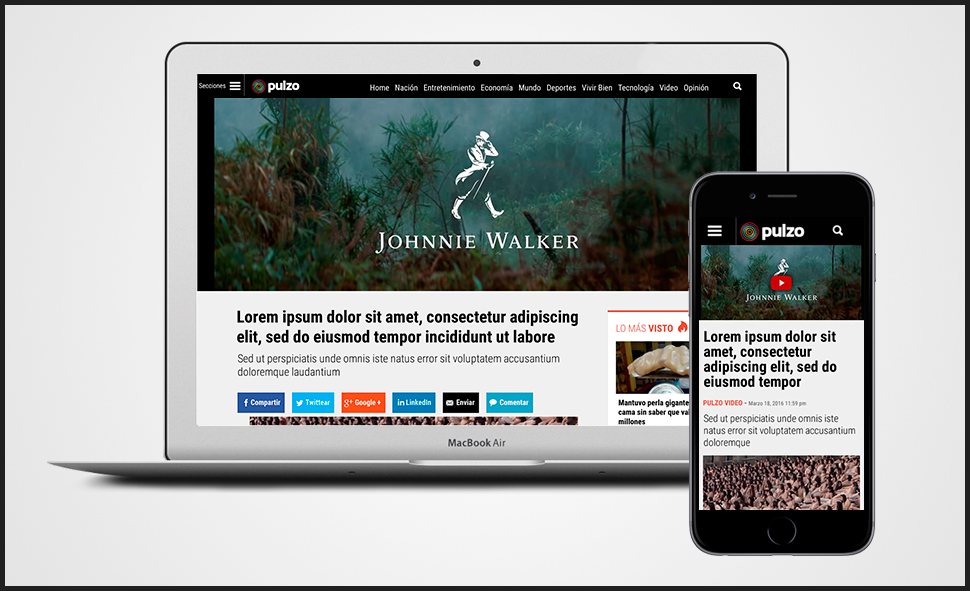 Secciones
pulzo
Home Nación Entretenimiento Economía Mundo Deportes Vivir Bien Tecnología Video Opinión
JOHNNIE WALKER
Lorem ipsum dolor sit amet, consectetur adipiscing
elit, sed do eiusmod tempor incididunt ut labore
Sed ut perspiciatis unde omnis iste natus error sit voluptatem accusantium
doloremque laudantium
Compartir
Twittear
Google +
LinkedIn
Enviar
Comentar
LO MÁS VISTO
Mantuvo perla gigante
cama sin saber que va
millones
MacBook Air
pulzo
JOHNNIE WALKER
Lorem ipsum dolor sit
amet, consectetur
adipiscing elit, sed do
eiusmod tempor
PULZO VIDEO - Marzo 18, 2016 11:59 pm
Sed ut perspiciatis unde omnis iste
natus error sit voluptatem accusantium
doloremque